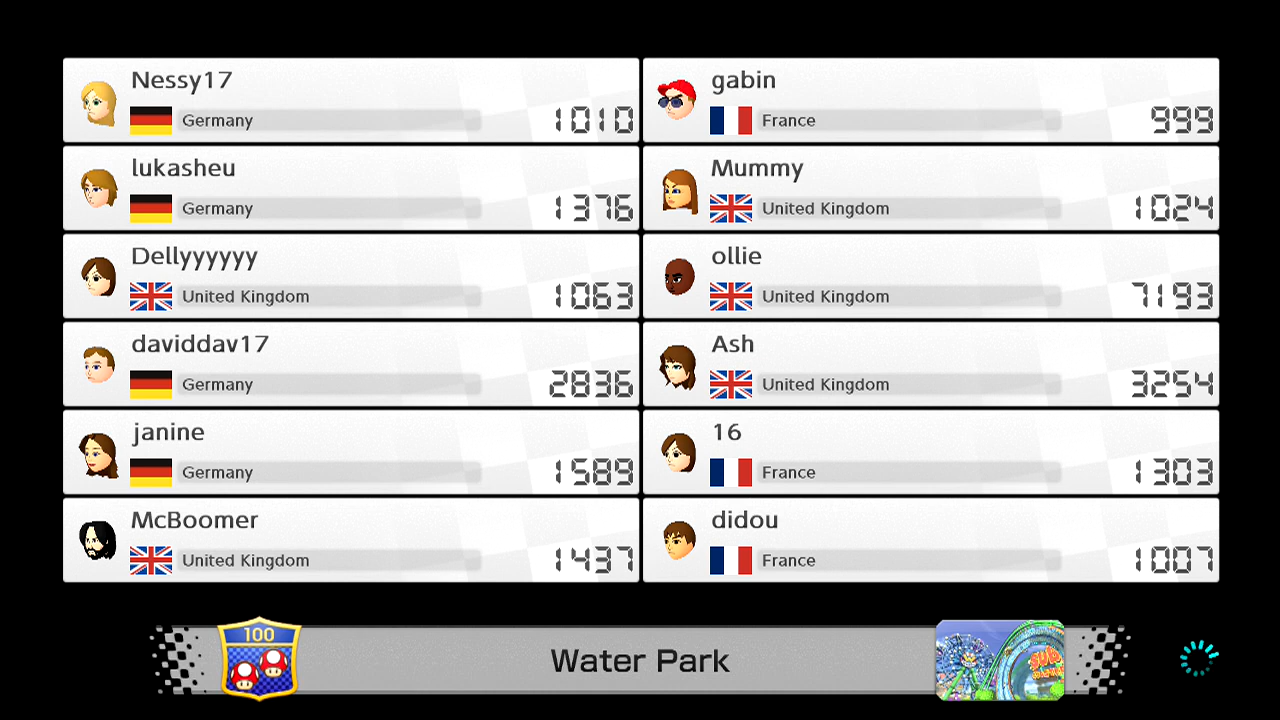 Nessy17
Germany
1010
gabin
France
999
lukasheu
Germany
1376
Mummy
United Kingdom
1024
Dellyyyyyy
United Kingdom
1063
ollie
United Kingdom
7193
daviddav17
Germany
2836
Ash
United Kingdom
3254
janine
Germany
1589
16
France
1303
McBoomer
United Kingdom
1437
didou
France
1007
100
Water Park